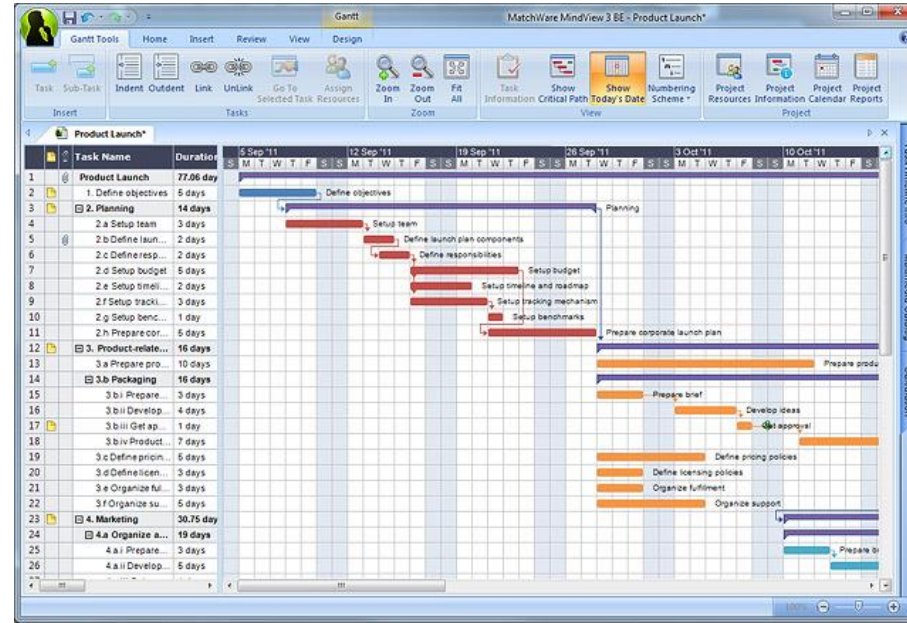 Gantt
MatchWare MindView 3 BE - Product Launch*
Gantt Tools Home Insert Review View Design
Task Sub-Task Indent Outdent Link UnLink Go To Selected Task Assign Resources Zoom In Zoom Out Fit All Task Information Show Critical Path Show Today's Date Numbering Scheme Project Resources Project Information Project Calendar Project Reports
Insert Tasks Zoom View Project
Product Launch*
Task Name Duration 5 Sep '11 12 Sep '11 19 Sep '11 26 Sep '11 3 Oct '11 10 Oct '11
S M T W T F S S M T W T F S S M T W T F S S M T W T F S S M T W T F S S M T W T F S
1 Product Launch 77.06 day
2 1. Define objectives 5 days Define objectives
3 2. Planning 14 days Planning
4 2.a Setup team 3 days Setup team
5 2.b Define laun... 2 days Define launch plan components
6 2.c Define resp... 2 days Define responsibilities
7 2.d Setup budget 5 days Setup budget
8 2.e Setup timeli... 2 days Setup timeline and roadmap
9 2.f Setup tracki... 3 days Setup tracking mechanism
10 2.g Setup benc... 1 day Setup benchmarks
11 2.h Prepare cor... 5 days Prepare corporate launch plan
12 3. Product-relate... 16 days
13 3.a Prepare pro... 10 days Prepare produ
14 3.b Packaging 16 days
15 3.b.i Prepare... 3 days Prepare brief
16 3.b.ii Develop... 4 days Develop ideas
17 3.b.iii Get ap... 1 day Get approval
18 3.b.iv Product... 7 days
19 3.c Define pricin... 5 days Define pricing policies
20 3.d Define licen... 3 days Define licensing policies
21 3.e Organize ful... 3 days Organize fulfilment
22 3.f Organize su... 5 days Organize support
23 4. Marketing 30.75 day
24 4.a Organize a... 19 days
25 4.a.i Prepare... 3 days Prepare b
26 4.a.ii Develop... 5 days
100%